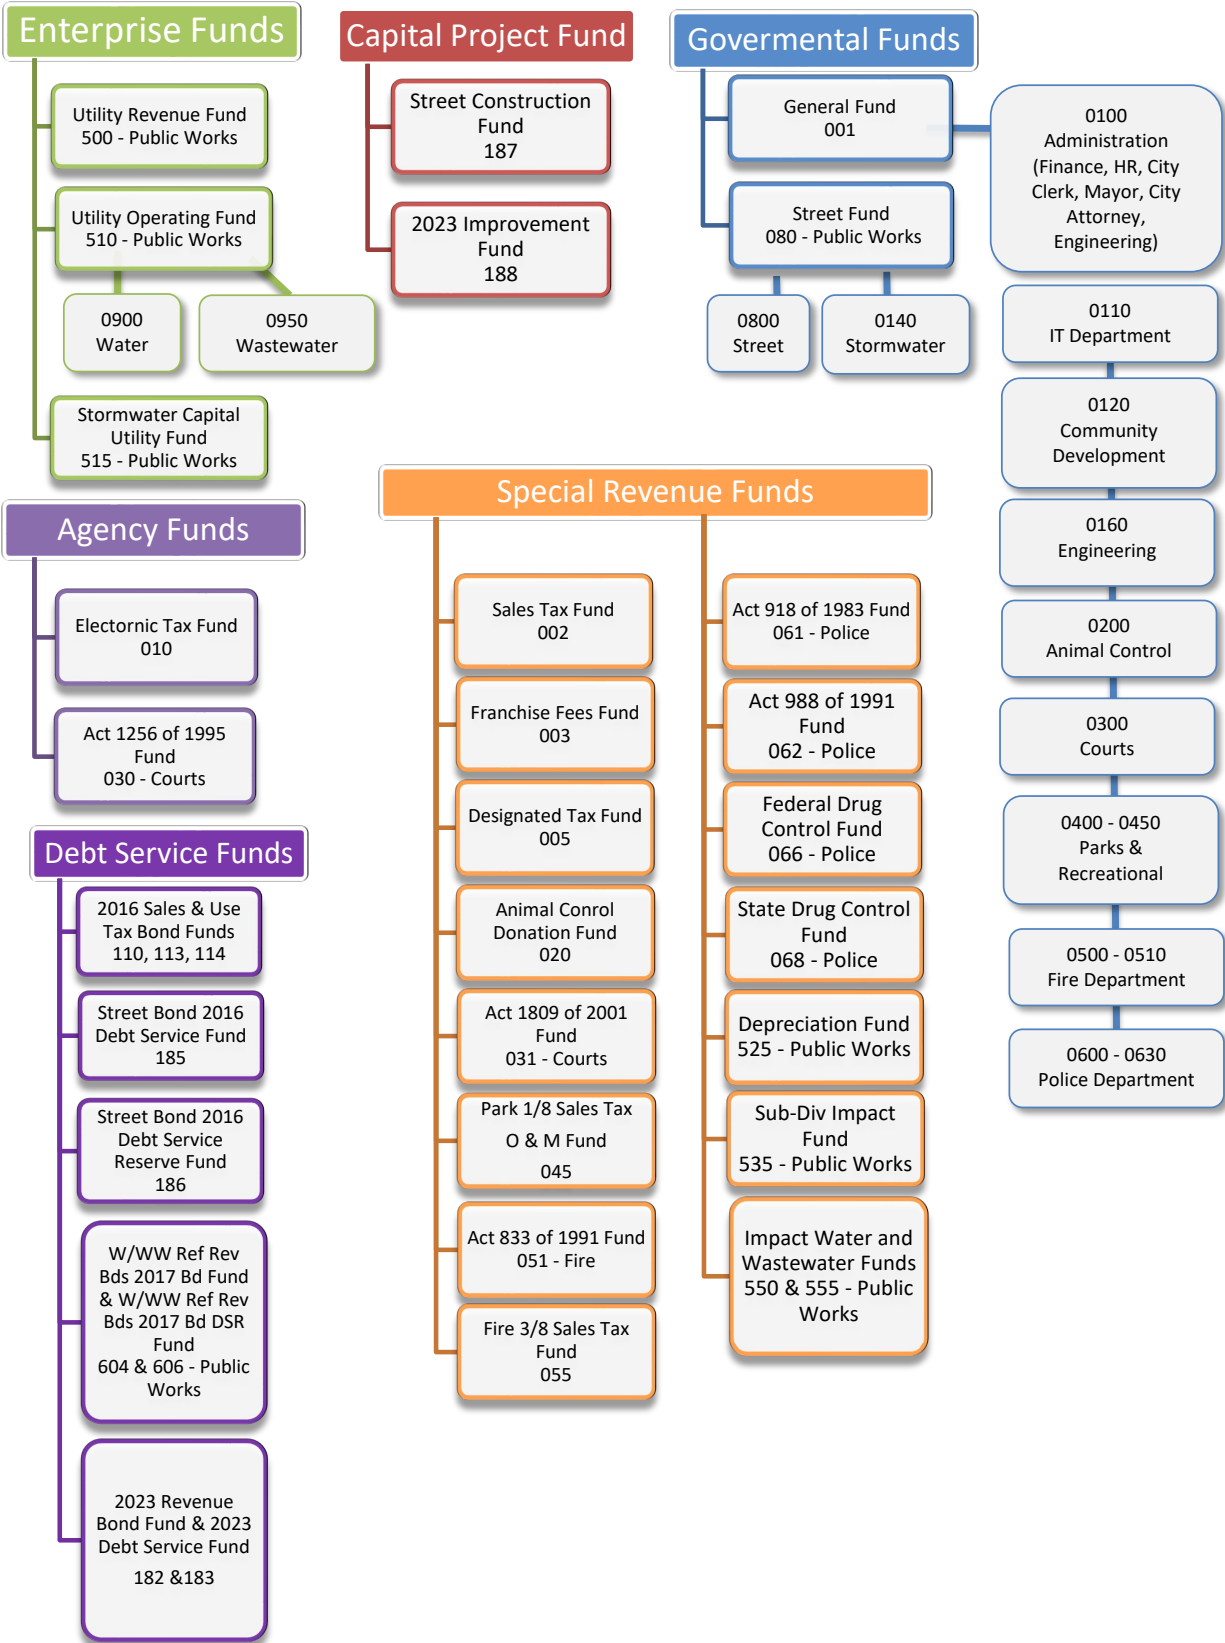 Enterprise Funds
Utility Revenue Fund
500 - Public Works
Utility Operating Fund
510 - Public Works
0900
Water
0950
Wastewater
Stormwater Capital
Utility Fund
515 - Public Works
Capital Project Fund
Street Construction
Fund
187
2023 Improvement
Fund
188
Govermental Funds
General Fund
001
Street Fund
080 - Public Works
0800
Street
0140
Stormwater
0100
Administration
(Finance, HR, City
Clerk, Mayor, City
Attorney,
Engineering)
0110
IT Department
0120
Community
Development
0160
Engineering
0200
Animal Control
0300
Courts
0400 - 0450
Parks &
Recreational
0500 - 0510
Fire Department
0600 - 0630
Police Department
Agency Funds
Electornic Tax Fund
010
Act 1256 of 1995
Fund
030 - Courts
Debt Service Funds
2016 Sales & Use
Tax Bond Funds
110, 113, 114
Street Bond 2016
Debt Service Fund
185
Street Bond 2016
Debt Service
Reserve Fund
186
W/WW Ref Rev
Bds 2017 Bd Fund
& W/WW Ref Rev
Bds 2017 Bd DSR
Fund
604 & 606 - Public
Works
2023 Revenue
Bond Fund & 2023
Debt Service Fund
182 &183
Special Revenue Funds
Sales Tax Fund
002
Franchise Fees Fund
003
Designated Tax Fund
005
Animal Conrol
Donation Fund
020
Act 1809 of 2001
Fund
031 - Courts
Park 1/8 Sales Tax
O & M Fund
045
Act 833 of 1991 Fund
051 - Fire
Fire 3/8 Sales Tax
Fund
055
Act 918 of 1983 Fund
061 - Police
Act 988 of 1991
Fund
062 - Police
Federal Drug
Control Fund
066 - Police
State Drug Control
Fund
068 - Police
Depreciation Fund
525 - Public Works
Sub-Div Impact
Fund
535 - Public Works
Impact Water and
Wastewater Funds
550 & 555 - Public
Works